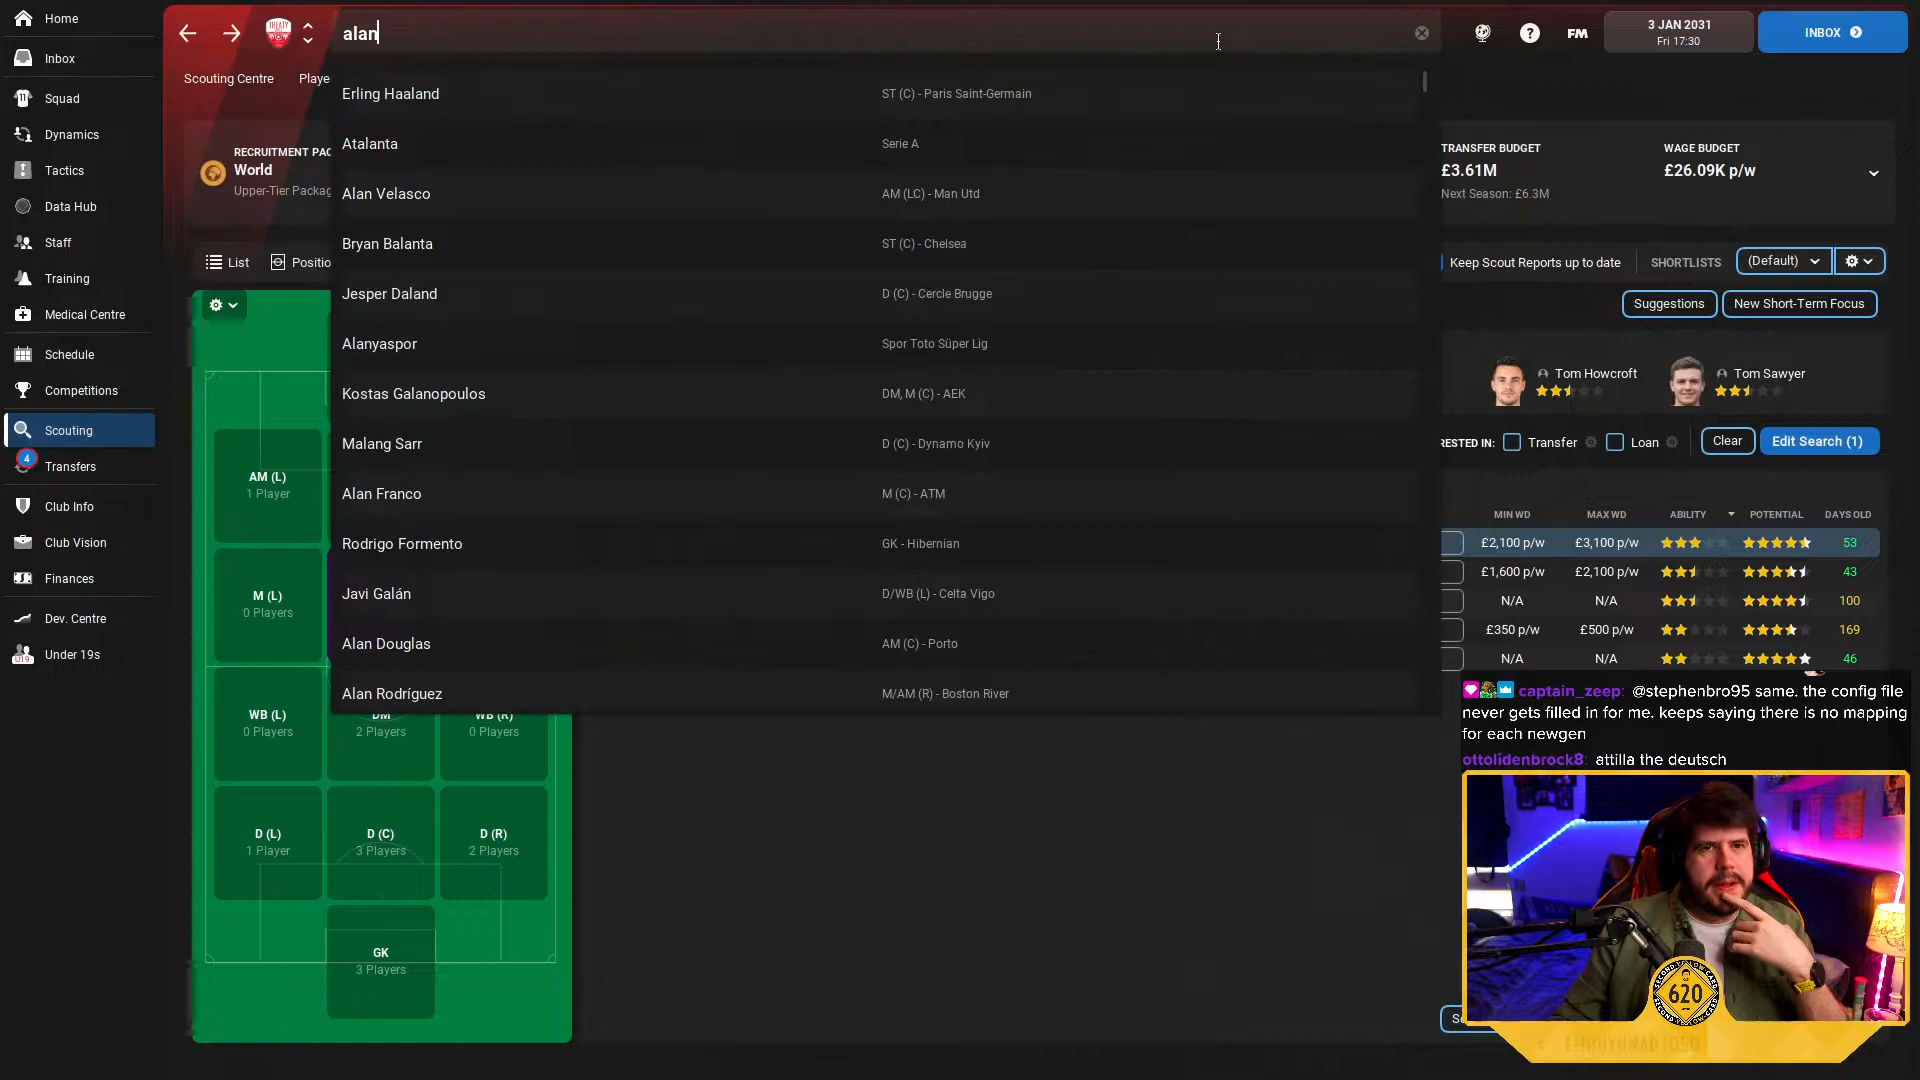 Home
alan
3 JAN 2031
Fri 17:30
INBOX
FM
Inbox
Scouting Centre
Playe
Squad
Erling Haaland
ST (C) - Paris Saint-Germain
Dynamics
Atalanta
Serie A
RECRUITMENT PAC
World
Upper-Tier Packag
TRANSFER BUDGET
£3.61M
Next Season: £6.3M
WAGE BUDGET
£26.09K p/w
Tactics
Alan Velasco
AM (LC) - Man Utd
Data Hub
Staff
Bryan Balanta
ST (C) - Chelsea
List
Positio
Keep Scout Reports up to date
SHORTLISTS
(Default)
Training
Jesper Daland
D (C) - Cercle Brugge
Suggestions
New Short-Term Focus
Medical Centre
Alanyaspor
Spor Toto Süper Lig
Schedule
Tom Howcroft
Tom Sawyer
Competitions
Kostas Galanopoulos
DM, M (C) - AEK
Scouting
Malang Sarr
D (C) - Dynamo Kyiv
RESTED IN:
Transfer
Loan
Clear
Edit Search (1)
4
Transfers
AM (L)
1 Player
Alan Franco
M (C) - ATM
Club Info
MIN WD
MAX WD
ABILITY
POTENTIAL
DAYS OLD
Club Vision
Rodrigo Formento
GK - Hibernian
£2,100 p/w
£3,100 p/w
53
£1,600 p/w
£2,100 p/w
43
Finances
M (L)
0 Players
Javi Galán
D/WB (L) - Celta Vigo
N/A
N/A
100
Dev. Centre
£350 p/w
£500 p/w
169
Alan Douglas
AM (C) - Porto
U19
Under 19s
N/A
N/A
46
Alan Rodríguez
M/AM (R) - Boston River
captain_zeep: @stephenbro95 same. the config file
never gets filled in for me. keeps saying there is no mapping
for each newgen
ottolidenbrock8: attilla the deutsch
WB (L)
0 Players
DM
2 Players
WB (R)
0 Players
D (L)
1 Player
D (C)
3 Players
D (R)
2 Players
GK
3 Players
SECOND YELLOW CARD
620